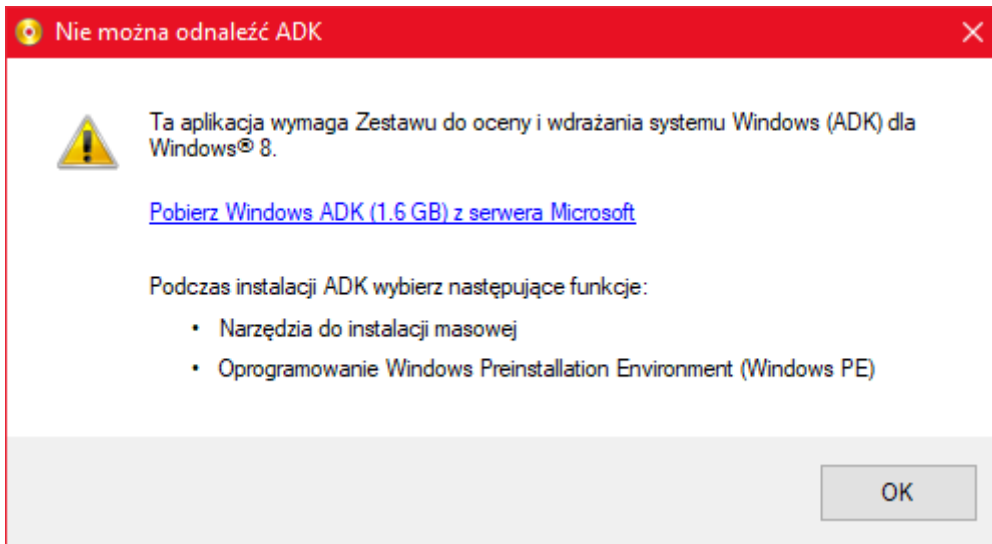 Nie można odnaleźć ADK
Ta aplikacja wymaga Zestawu do oceny i wdrażania systemu Windows (ADK) dla
Windows® 8.
Pobierz Windows ADK (1.6 GB) z serwera Microsoft
Podczas instalacji ADK wybierz następujące funkcje:
• Narzędzia do instalacji masowej
• Oprogramowanie Windows Preinstallation Environment (Windows PE)
OK